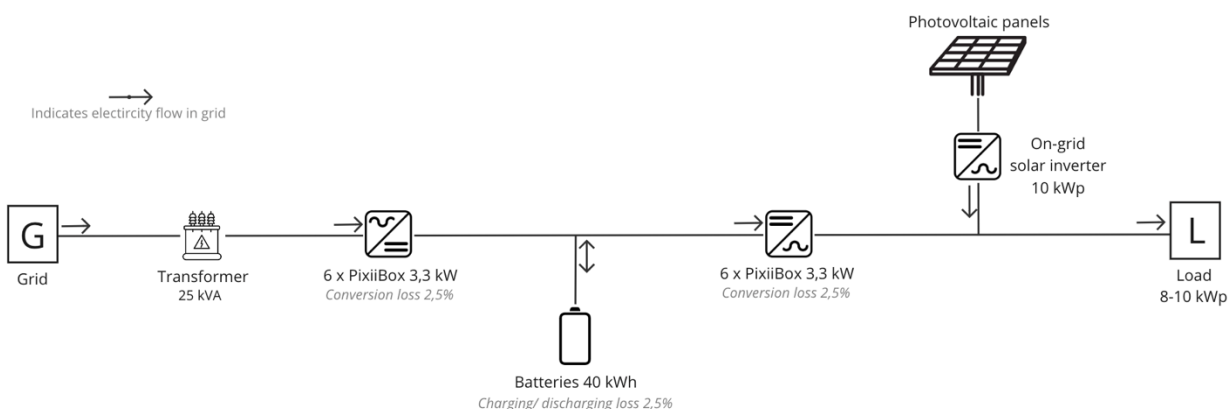 Photovoltaic panels
Indicates electircity flow in grid
On-grid
solar inverter
10 kWp
G
Grid
Transformer
25 kVA
6 x PixiiBox 3,3 kW
Conversion loss 2,5%
Batteries 40 kWh
Charging/ discharging loss 2,5%
6 x PixiiBox 3,3 kW
Conversion loss 2,5%
L
Load
8-10 kWp